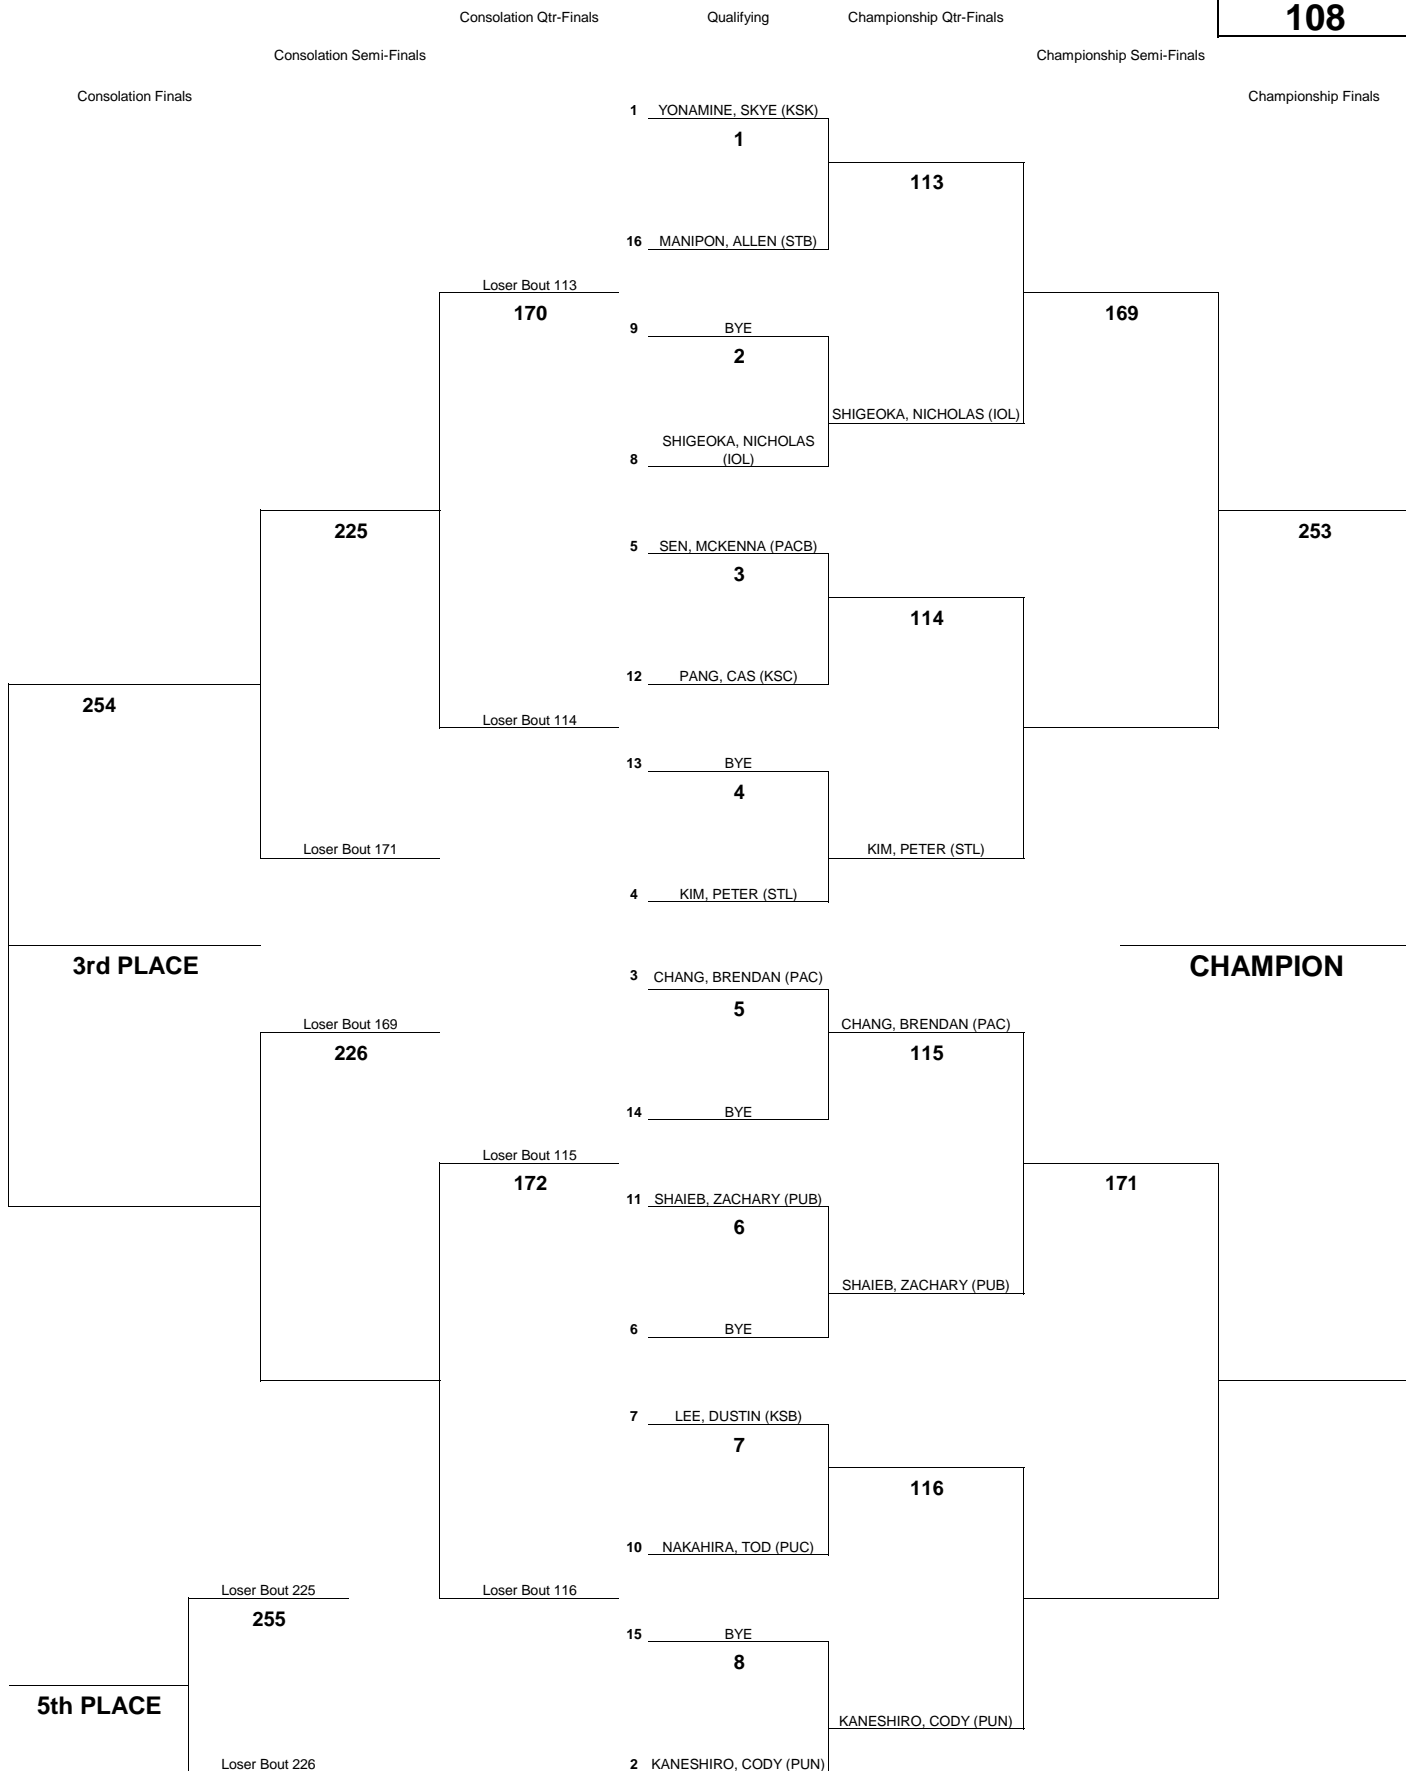 Consolation Qtr-Finals Qualifying Championship Qtr-Finals 108
Consolation Semi-Finals Championship Semi-Finals
Consolation Finals Championship Finals
1 YONAMINE, SKYE (KSK)
1
113
16 MANIPON, ALLEN (STB)
Loser Bout 113
170 169
9 BYE
2
SHIGEOKA, NICHOLAS (IOL)
SHIGEOKA, NICHOLAS
8 (IOL)
225 253
5 SEN, MCKENNA (PACB)
3
114
12 PANG, CAS (KSC)
254
Loser Bout 114
13 BYE
4
Loser Bout 171 KIM, PETER (STL)
4 KIM, PETER (STL)
3rd PLACE CHAMPION
3 CHANG, BRENDAN (PAC)
5
Loser Bout 169 CHANG, BRENDAN (PAC)
226 115
14 BYE
Loser Bout 115
172 171
11 SHAIEB, ZACHARY (PUB)
6
SHAIEB, ZACHARY (PUB)
6 BYE
7 LEE, DUSTIN (KSB)
7
116
10 NAKAHIRA, TOD (PUC)
Loser Bout 225 Loser Bout 116
255
15 BYE
8
5th PLACE
KANESHIRO, CODY (PUN)
Loser Bout 226 2 KANESHIRO, CODY (PUN)